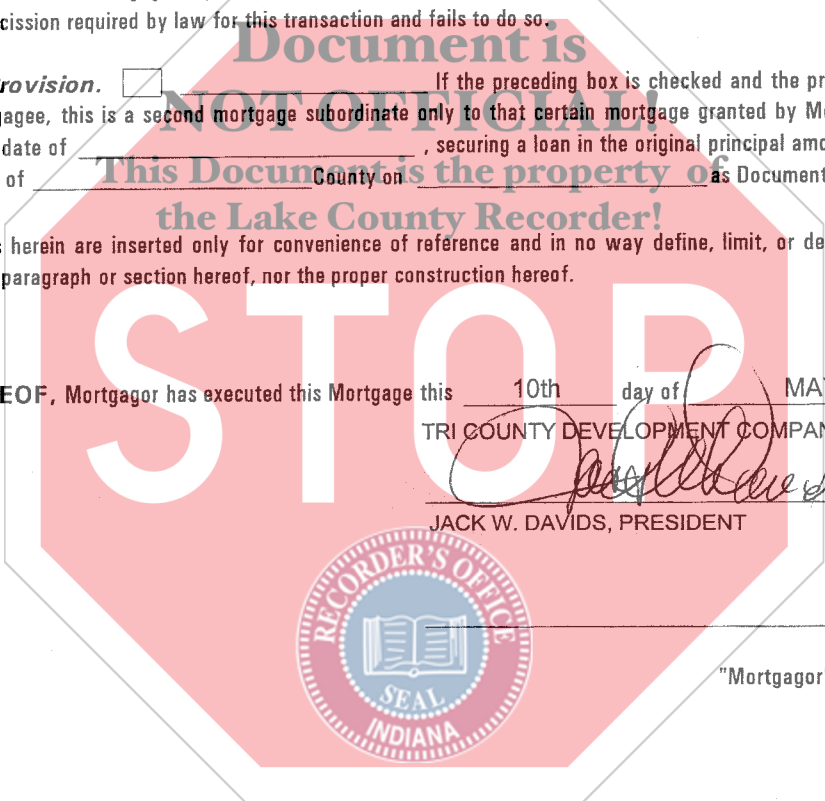 cission required by law for this transaction and fails to do so.
Document is
rovision. If the preceding box is checked and the pr
NOT OFFICIAL!
gagee, this is a second mortgage subordinate only to that certain mortgage granted by Mo
date of , securing a loan in the original principal amo
This Document is the property of
of County on as Document
the Lake County Recorder!
s herein are inserted only for convenience of reference and in no way define, limit, or de
paragraph or section hereof, nor the proper construction hereof.
STOP
EOF, Mortgagor has executed this Mortgage this 10th day of MAY
TRI COUNTY DEVELOPMENT COMPAN
JACK W. DAVIDS, PRESIDENT
RECORDER'S OFFICE
SEAL
INDIANA
"Mortgagor